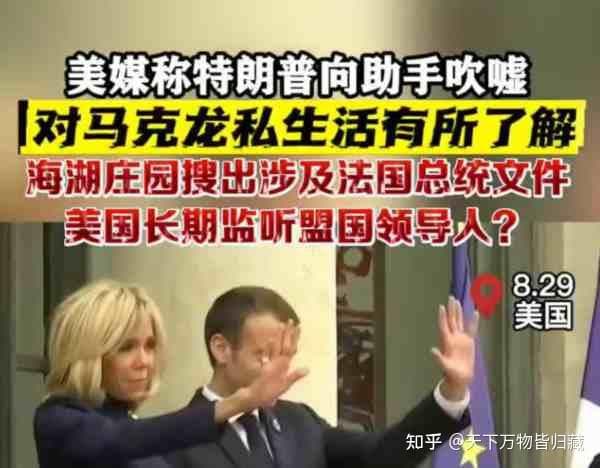 美媒称特朗普向助手吹嘘
对马克龙私生活有所了解
海湖庄园搜出涉及法国总统文件
美国长期监听盟国领导人?
8.29
美国
知乎 @天下万物皆归藏